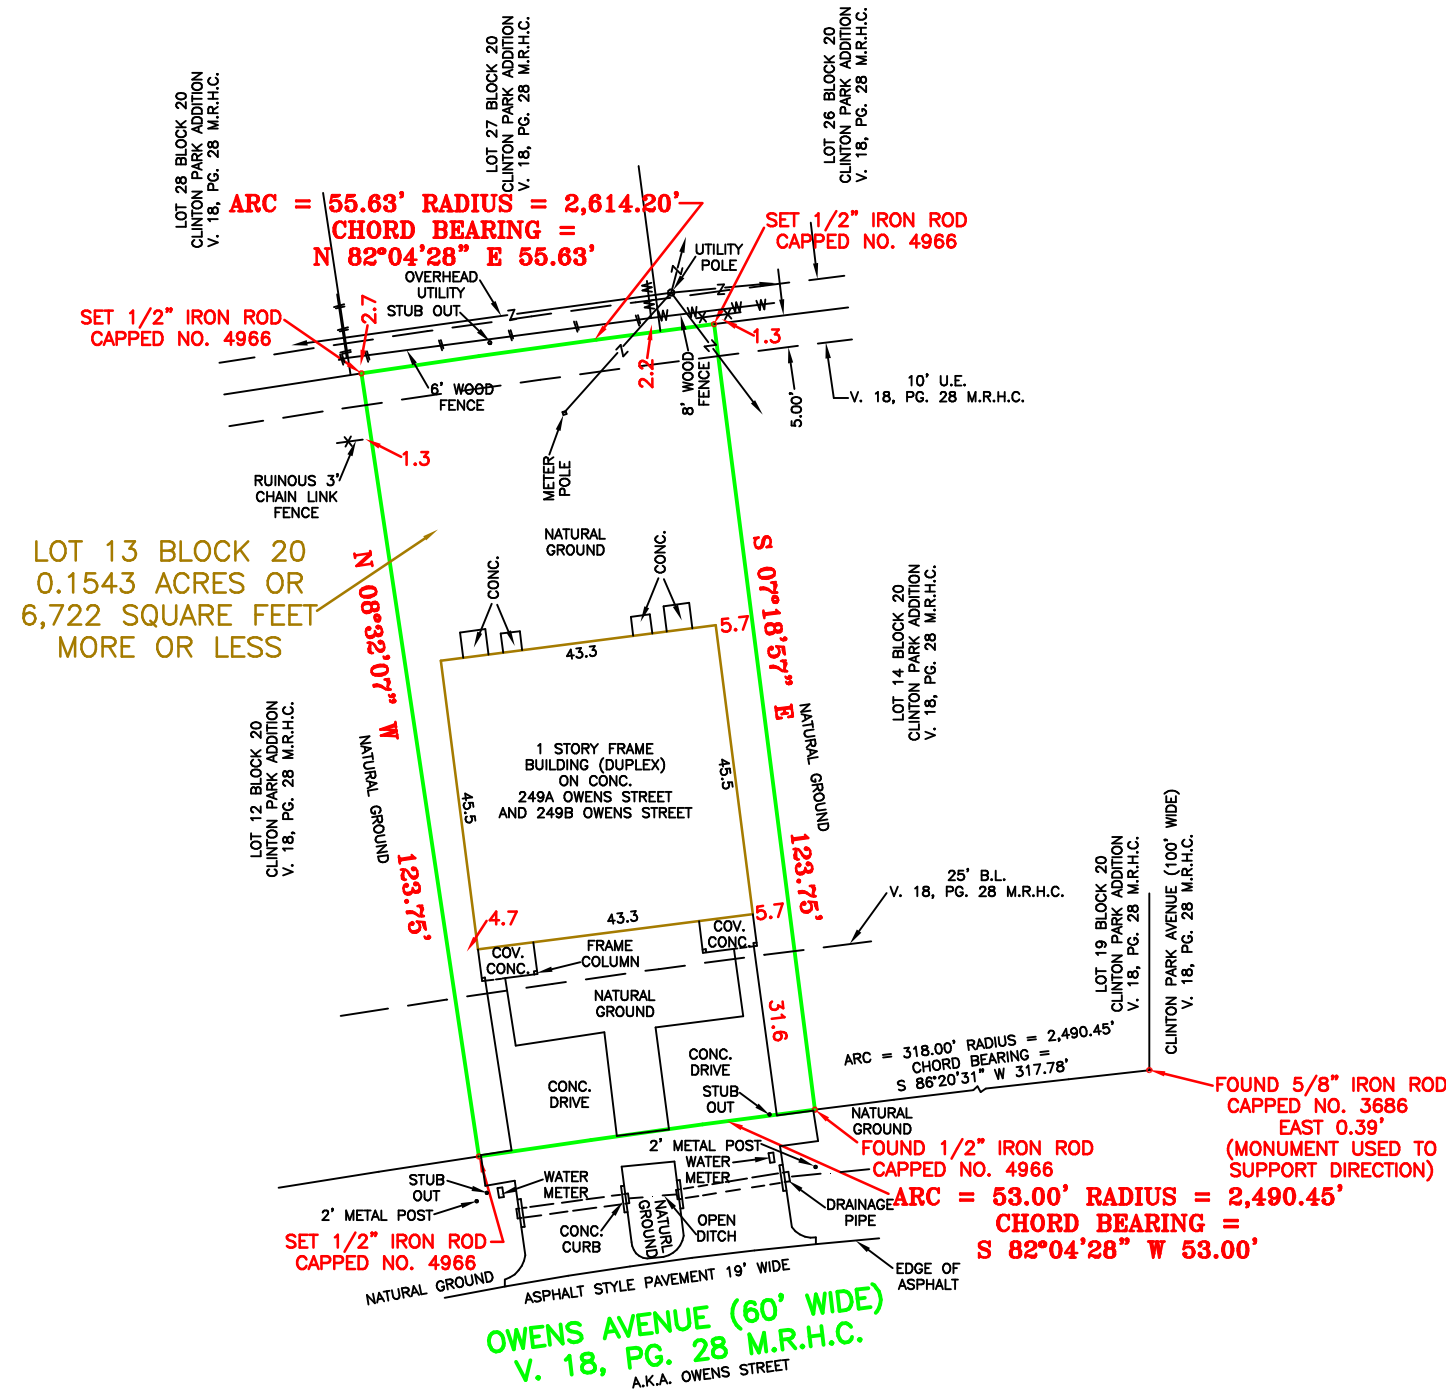 LOT 28 BLOCK 20
CLINTON PARK ADDITION
V. 18, PG. 28 M.R.H.C.
LOT 27 BLOCK 20
CLINTON PARK ADDITION
V. 18, PG. 28 M.R.H.C.
LOT 26 BLOCK 20
CLINTON PARK ADDITION
V. 18, PG. 28 M.R.H.C.
ARC = 55.63' RADIUS = 2,614.20'
CHORD BEARING =
N 82°04'28" E 55.63'
SET 1/2" IRON ROD
CAPPED NO. 4966
UTILITY
POLE
OVERHEAD
UTILITY
STUB OUT
SET 1/2" IRON ROD
CAPPED NO. 4966
2.7
1.3
2.2
6' WOOD
FENCE
8' WOOD
FENCE
5.00'
10' U.E.
V. 18, PG. 28 M.R.H.C.
1.3
RUINOUS 3'
CHAIN LINK
FENCE
METER
POLE
NATURAL
GROUND
LOT 13 BLOCK 20
0.1543 ACRES OR
6,722 SQUARE FEET
MORE OR LESS
CONC.
CONC.
N 08°32'07" W
123.75'
S 07°18'57" E
123.75'
5.7
43.3
LOT 14 BLOCK 20
CLINTON PARK ADDITION
V. 18, PG. 28 M.R.H.C.
LOT 12 BLOCK 20
CLINTON PARK ADDITION
V. 18, PG. 28 M.R.H.C.
NATURAL GROUND
NATURAL GROUND
1 STORY FRAME
BUILDING (DUPLEX)
ON CONC.
249A OWENS STREET
AND 249B OWENS STREET
45.5
45.5
4.7
43.3
5.7
25' B.L.
V. 18, PG. 28 M.R.H.C.
COV.
CONC.
FRAME
COLUMN
COV.
CONC.
NATURAL
GROUND
31.6
LOT 19 BLOCK 20
CLINTON PARK ADDITION
V. 18, PG. 28 M.R.H.C.
CLINTON PARK AVENUE (100' WIDE)
V. 18, PG. 28 M.R.H.C.
ARC = 318.00' RADIUS = 2,490.45'
CHORD BEARING =
S 86°20'31" W 317.78'
CONC.
DRIVE
CONC.
DRIVE
STUB
OUT
NATURAL
GROUND
FOUND 5/8" IRON ROD
CAPPED NO. 3686
EAST 0.39'
(MONUMENT USED TO
SUPPORT DIRECTION)
FOUND 1/2" IRON ROD
CAPPED NO. 4966
2' METAL POST
WATER
METER
STUB
OUT
WATER
METER
2' METAL POST
SET 1/2" IRON ROD
CAPPED NO. 4966
CONC.
CURB
NATURL
GROUND
OPEN
DITCH
DRAINAGE
PIPE
ARC = 53.00' RADIUS = 2,490.45'
CHORD BEARING =
S 82°04'28" W 53.00'
NATURAL GROUND
ASPHALT STYLE PAVEMENT 19' WIDE
EDGE OF
ASPHALT
OWENS AVENUE (60' WIDE)
V. 18, PG. 28 M.R.H.C.
A.K.A. OWENS STREET